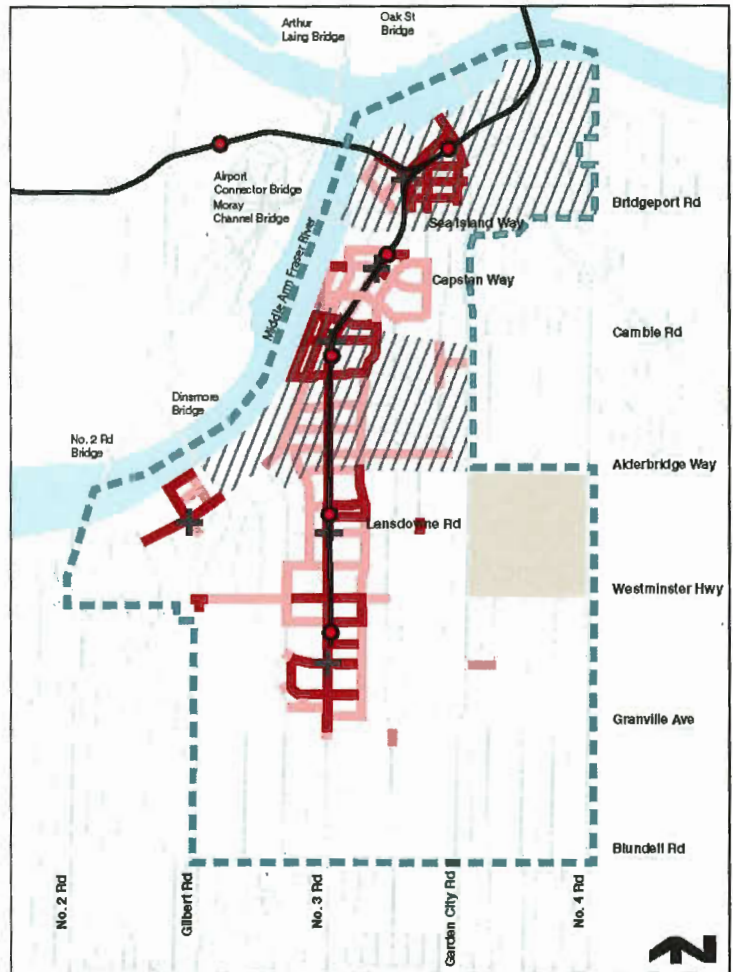 Arthur
Laing Bridge
Oak St
Bridge
Airport
Connector Bridge
Moray
Channel Bridge
Bridgeport Rd
Sea Island Way
Capstan Way
Middle Arm Fraser River
Cambie Rd
Dinsmore
Bridge
No. 2 Rd
Bridge
Alderbridge Way
Lansdowne Rd
Westminster Hwy
Granville Ave
Blundell Rd
No. 2 Rd
Gilbert Rd
No. 3 Rd
Garden City Rd
No. 4 Rd
N